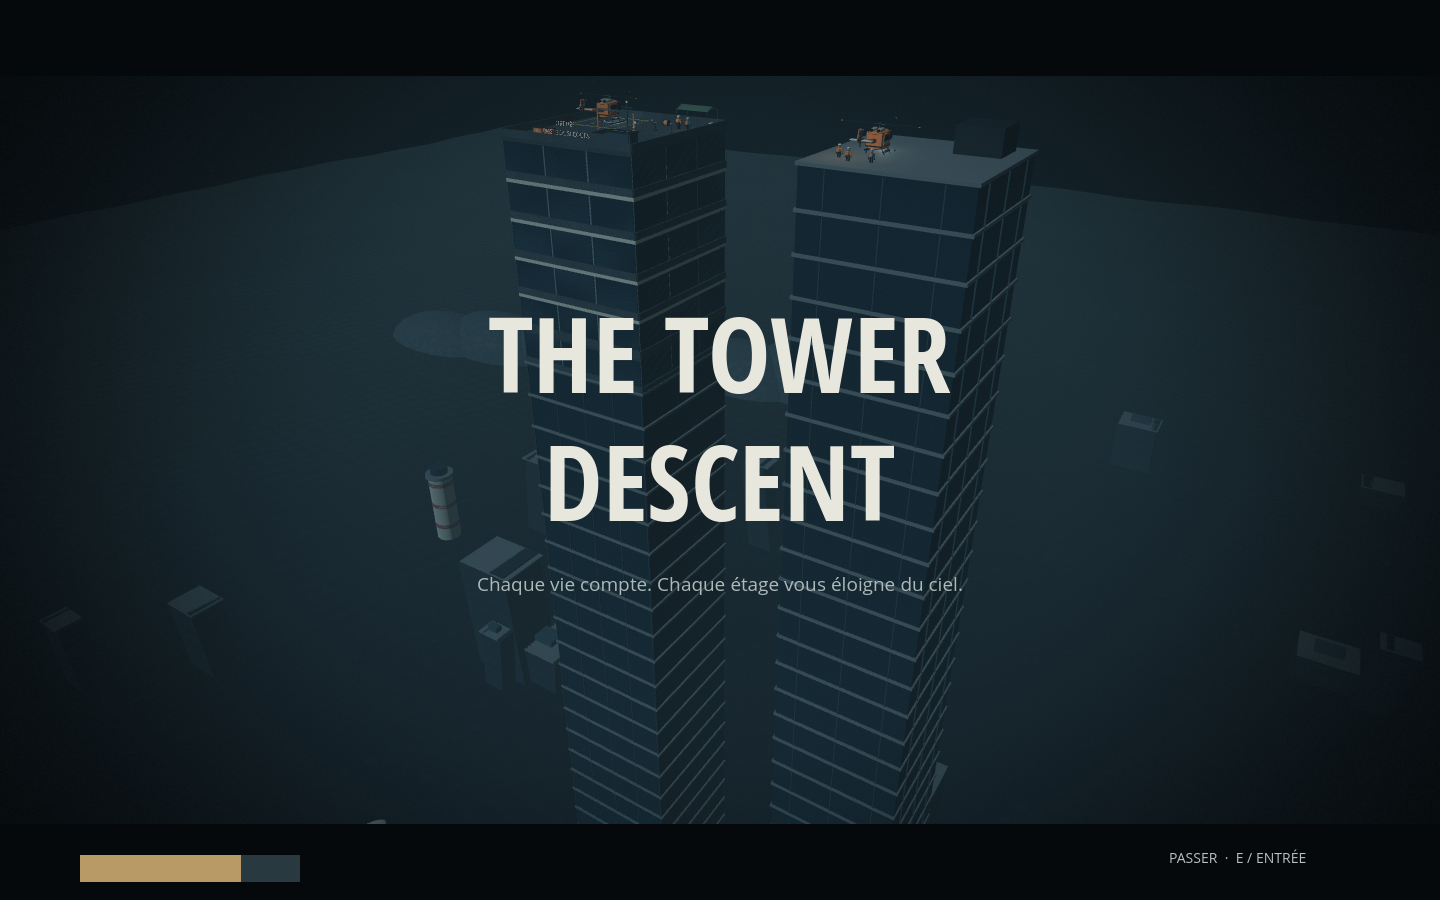 THE TOWER
DESCENT
Chaque vie compte. Chaque étage vous éloigne du ciel.
PASSER · E / ENTRÉE